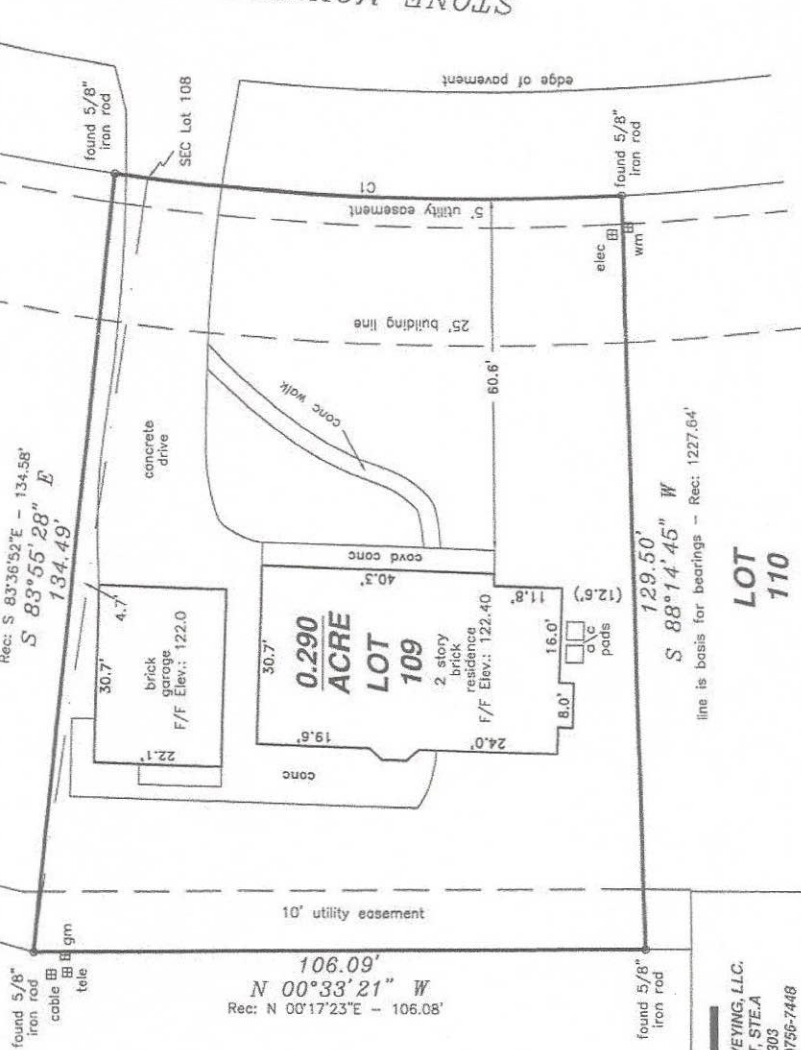 edge of pavement
found 5/8"
iron rod
SEC Lot 108
C1
5' utility easement
25' building line
found 5/8"
iron rod
elec
wm
60.6'
conc walk
concrete
drive
Rec: S 83°36'52"E - 134.58'
S 83°55'28" E
134.49'
4.7'
30.7'
brick
garage
F/F Elev.: 122.0
22.1'
covd conc
40.3'
30.7'
0.290
ACRE
LOT
109
2 story
brick
residence
F/F Elev.: 122.40
19.6'
24.0'
11.8'
(12.6')
16.0'
8.0'
a/c
pads
conc
129.50'
S 88°14'45" W
line is basis for bearings - Rec: 1227.64'
LOT
110
10' utility easement
found 5/8"
iron rod
cable
gm
tele
106.09'
N 00°33'21" W
Rec: N 00°17'23"E - 106.08'
found 5/8"
iron rod
STONE
EYING, LLC.
, STE.A
303
756-7448